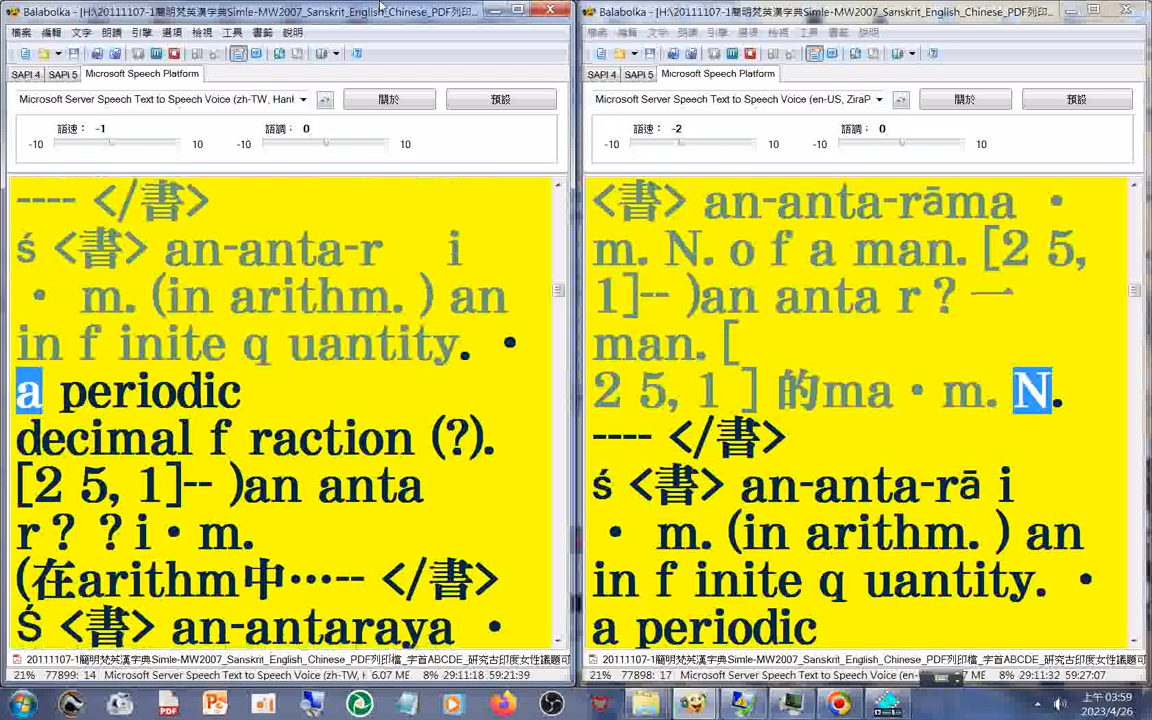 Balabolka - [H:\20111107-1簡明梵英漢字典Simle-MW2007_Sanskrit_English_Chinese_PDF列印...
檔案 編輯 文字 朗讀 引擎 選項 檢視 工具 書籤 說明
SAPI 4 SAPI 5 Microsoft Speech Platform
Microsoft Server Speech Text to Speech Voice (zh-TW, Hanl
關於 預設
語速： -1 語調： 0
-10 10 -10 10
---- </書>
ś <書> an-anta-r i
• m. (in arithm. ) an
in f inite q uantity. •
a periodic
decimal f raction (?).
[2 5, 1]-- )an anta
r ? ? i • m.
(在arithm中…-- </書>
Ś <書> an-antaraya •
20111107-1簡明梵英漢字典Simle-MW2007_Sanskrit_English_Chinese_PDF列印檔_字首ABCDE_研究古印度女性議題可
21% 77899: 14 Microsoft Server Speech Text to Speech Voice (zh-TW, H 6.07 ME 8% 29:11:18 59:21:39
Balabolka - [H:\20111107-1簡明梵英漢字典Simle-MW2007_Sanskrit_English_Chinese_PDF列印...
檔案 編輯 文字 朗讀 引擎 選項 檢視 工具 書籤 說明
SAPI 4 SAPI 5 Microsoft Speech Platform
Microsoft Server Speech Text to Speech Voice (en-US, ZiraP
關於 預設
語速： -2 語調： 0
-10 10 -10 10
<書> an-anta-rāma •
m. N. o f a man. [2 5,
1]-- )an anta r ? 一
man. [
2 5, 1 ] 的ma • m. N.
---- </書>
ś <書> an-anta-rā i
• m. (in arithm. ) an
in f inite q uantity. •
a periodic
20111107-1簡明梵英漢字典Simle-MW2007_Sanskrit_English_Chinese_PDF列印檔_字首ABCDE_研究古印度女性議題可
21% 77898: 17 Microsoft Server Speech Text to Speech Voice (en-U 8% 29:11:32 59:27:07
上午 03:59
2023/4/26